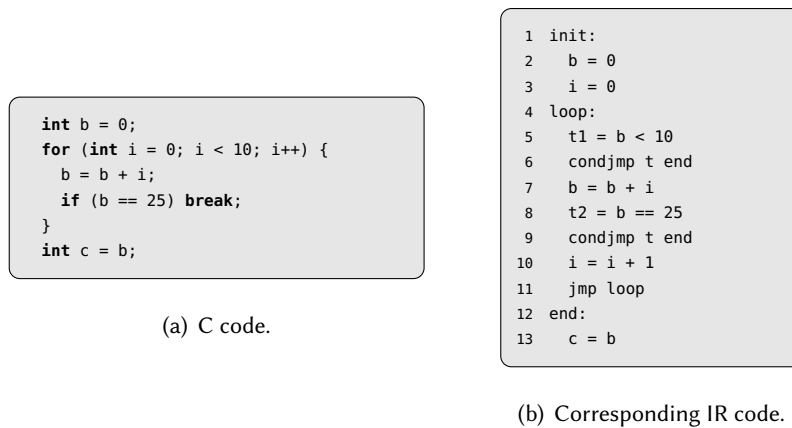 int b = 0;
for (int i = 0; i < 10; i++) {
b = b + i;
if (b == 25) break;
}
int c = b;
(a) C code.
1 init:
2 b = 0
3 i = 0
4 loop:
5 t1 = b < 10
6 condjmp t end
7 b = b + i
8 t2 = b == 25
9 condjmp t end
10 i = i + 1
11 jmp loop
12 end:
13 c = b
(b) Corresponding IR code.